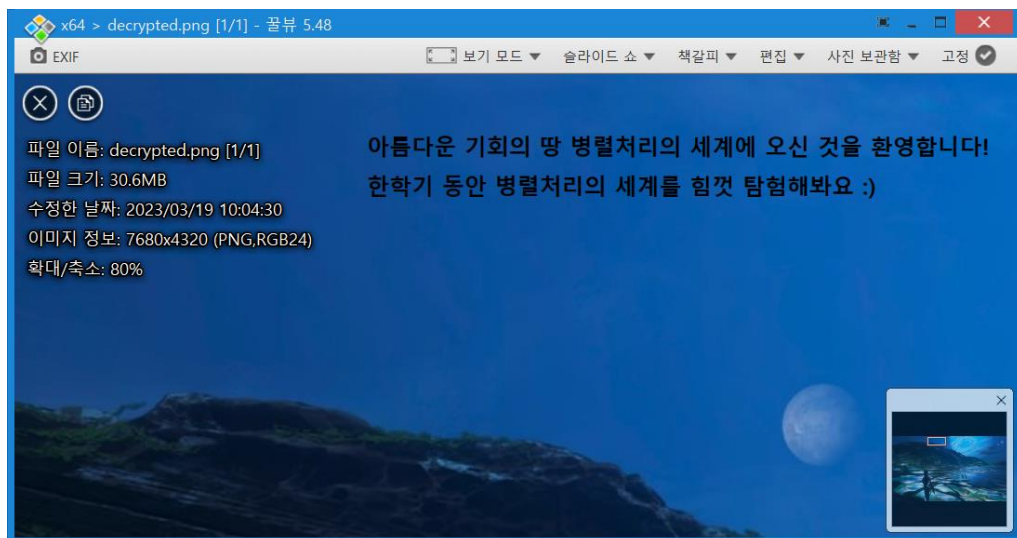 x64 > decrypted.png [1/1] - 꿀뷰 5.48
EXIF 보기 모드 슬라이드 쇼 책갈피 편집 사진 보관함 고정
파일 이름: decrypted.png [1/1]
파일 크기: 30.6MB
수정한 날짜: 2023/03/19 10:04:30
이미지 정보: 7680x4320 (PNG,RGB24)
확대/축소: 80%
아름다운 기회의 땅 병렬처리의 세계에 오신 것을 환영합니다!
한학기 동안 병렬처리의 세계를 힘껏 탐험해봐요 :)